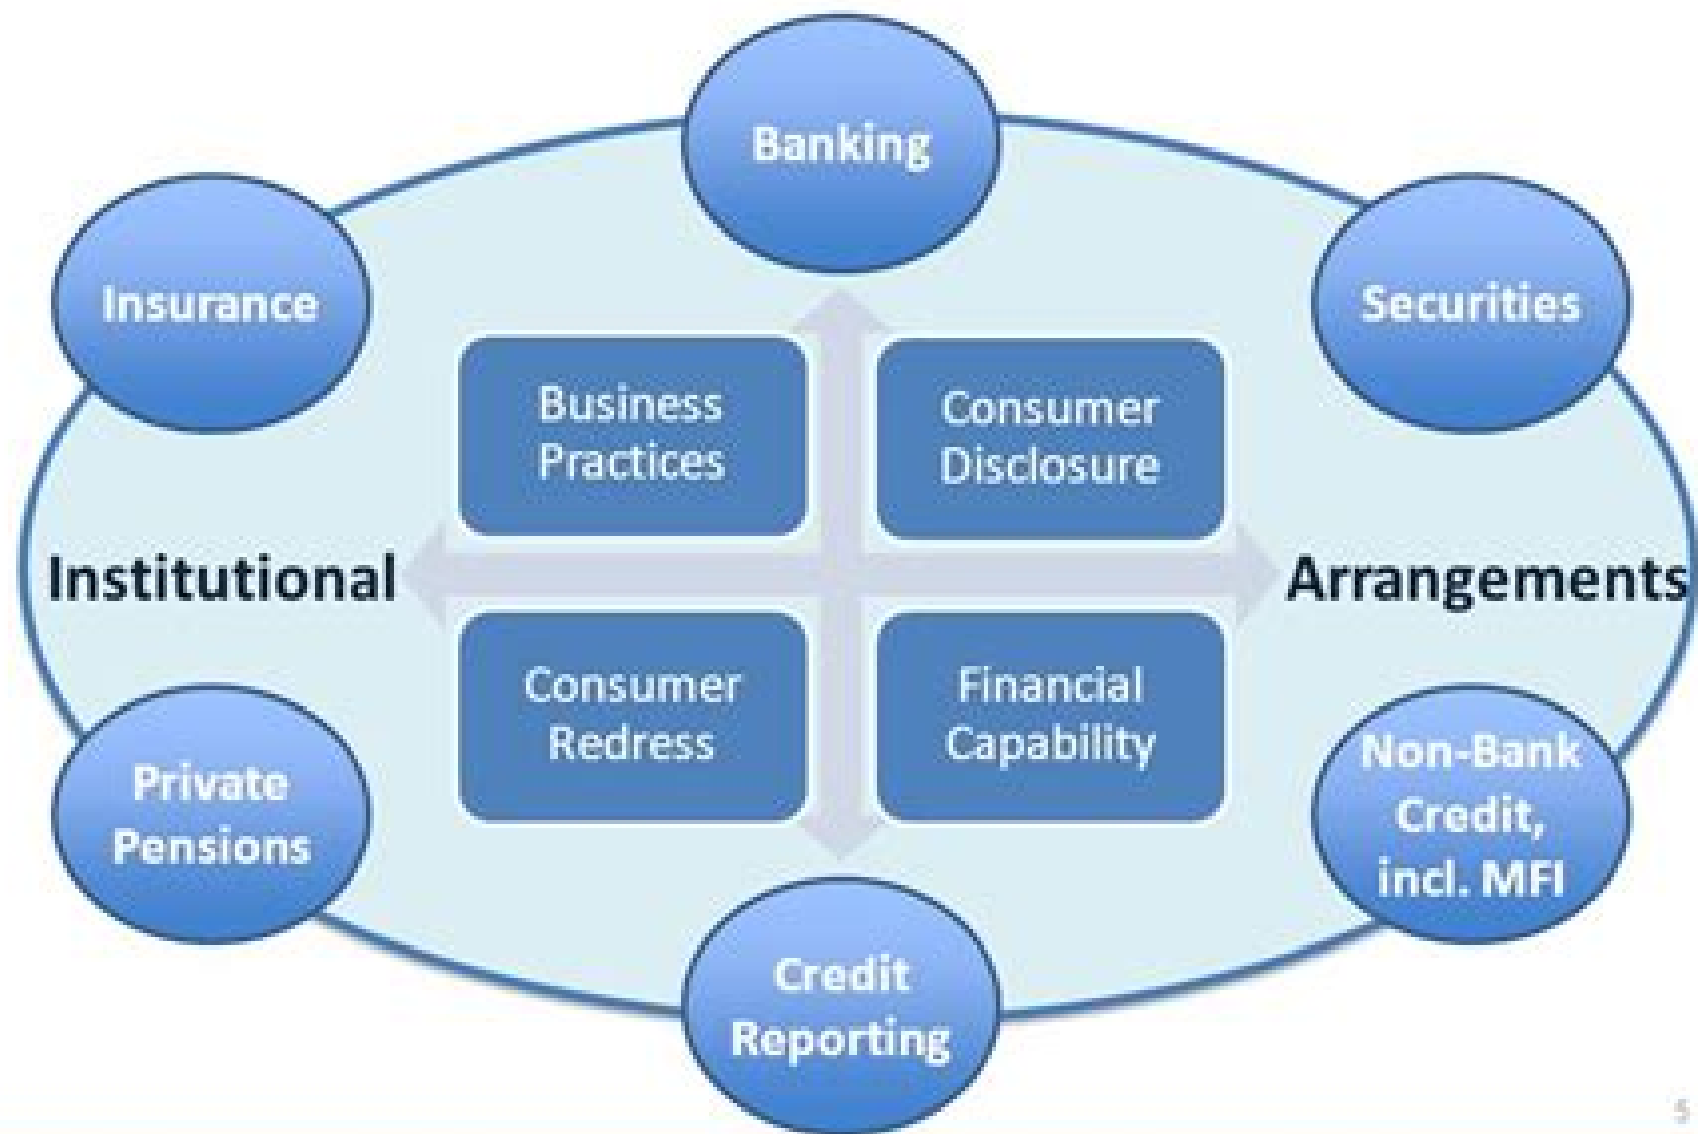 Banking
Insurance
Securities
Business
Practices
Consumer
Disclosure
Institutional
Arrangements
Consumer
Redress
Financial
Capability
Private
Pensions
Non-Bank
Credit,
incl. MFI
Credit
Reporting
5